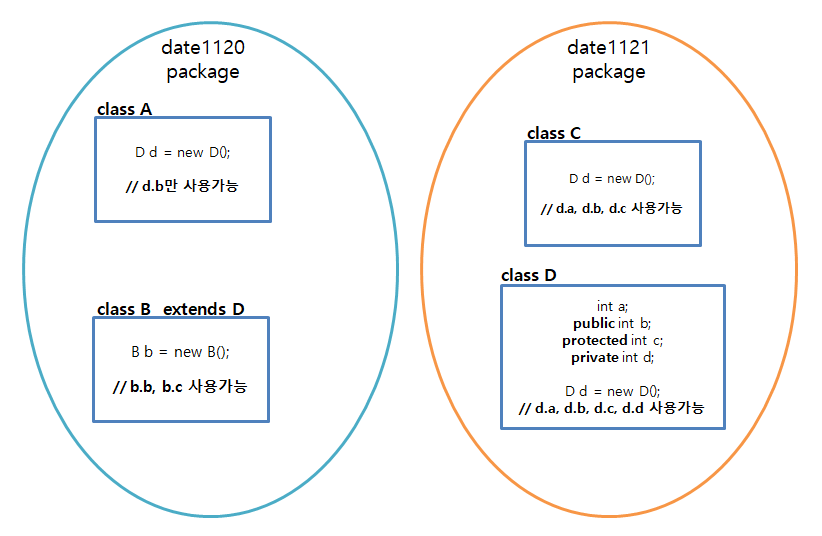 date1120
package
class A
D d = new D();
// d.b만 사용가능
class B extends D
B b = new B();
// b.b, b.c 사용가능
date1121
package
class C
D d = new D();
// d.a, d.b, d.c 사용가능
class D
int a;
public int b;
protected int c;
private int d;
D d = new D();
// d.a, d.b, d.c, d.d 사용가능